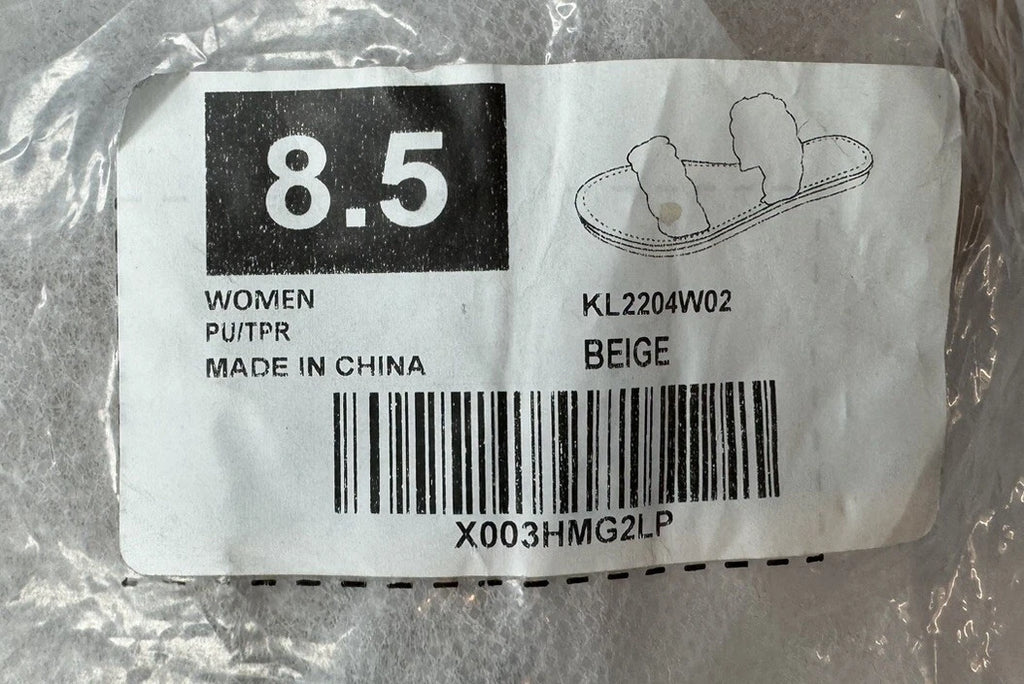 8.5
WOMEN
PU/TPR
MADE IN CHINA
KL2204W02
BEIGE
X003HMG2LP